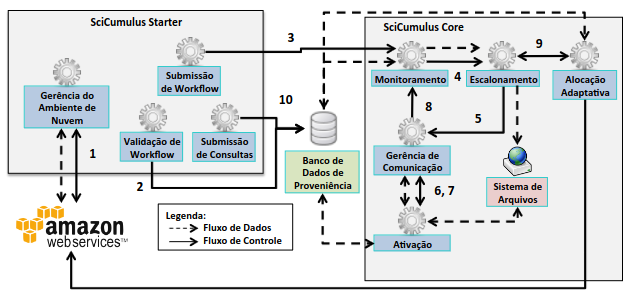 SciCumulus Starter
SciCumulus Core
3
9
Submissão
de Workflow
Monitoramento
4
Escalonamento
Alocação
Adaptativa
Gerência do
Ambiente de
Nuvem
10
8
5
1
Validação de
Workflow
Submissão
de Consultas
2
Banco de
Dados de
Proveniência
Gerência de
Comunicação
Sistema de
Arquivos
6, 7
Ativação
amazon
webservices™
Legenda:
Fluxo de Dados
Fluxo de Controle